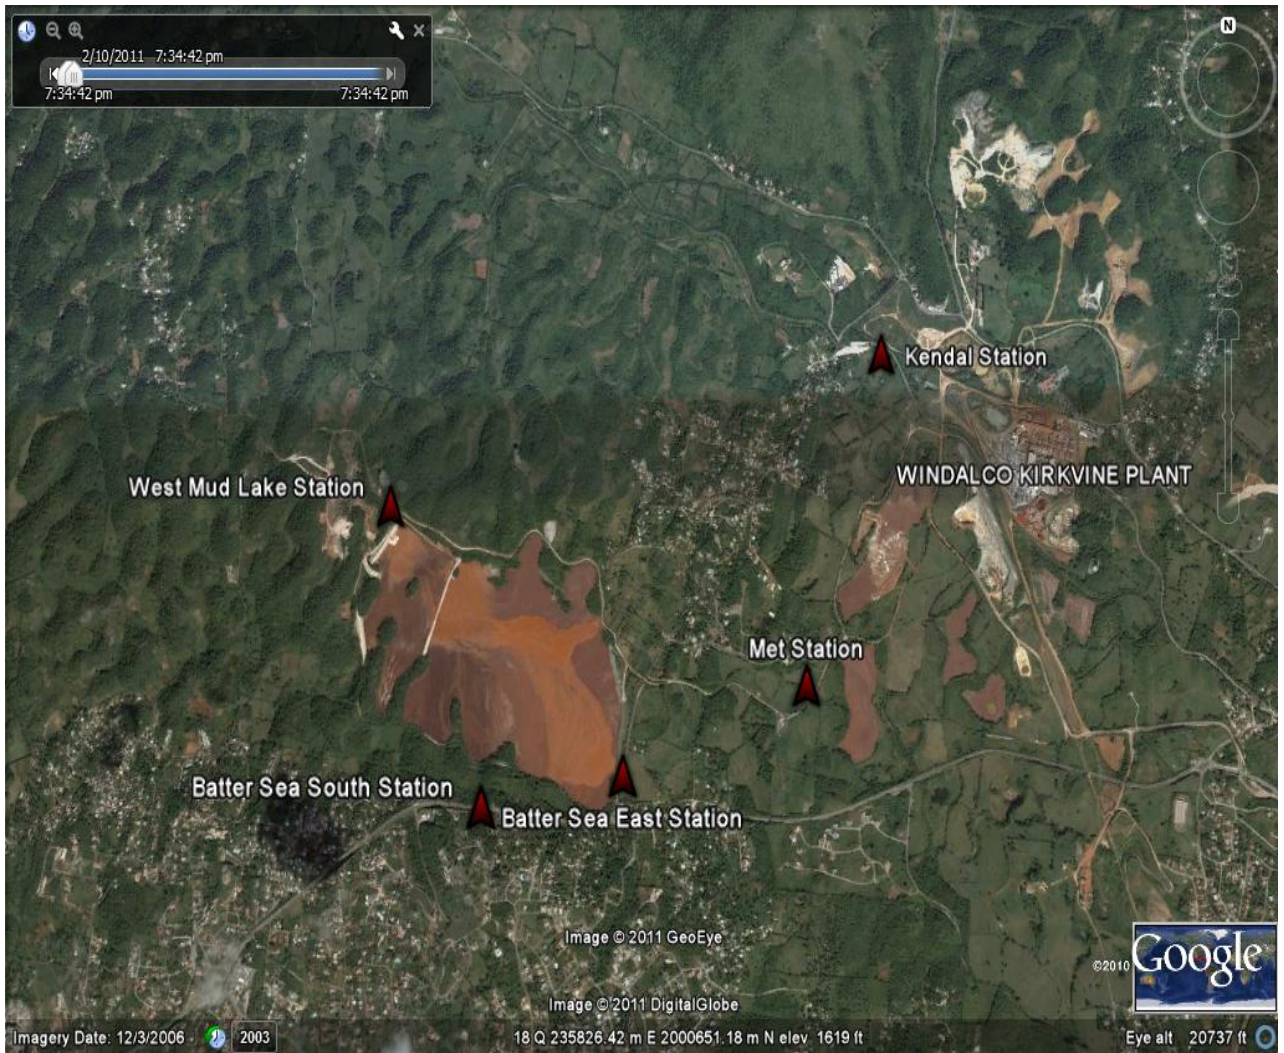 2/10/2011 7:34:42 pm
7:34:42 pm 7:34:42 pm
N
Kendal Station
WINDALCO KIRKVINE PLANT
West Mud Lake Station
Met Station
Batter Sea South Station
Batter Sea East Station
Image © 2011 GeoEye
Image © 2011 DigitalGlobe
©2010 Google
Imagery Date: 12/3/2006 2003 18 Q 235826.42 m E 2000651.18 m N elev 1619 ft Eye alt 20737 ft